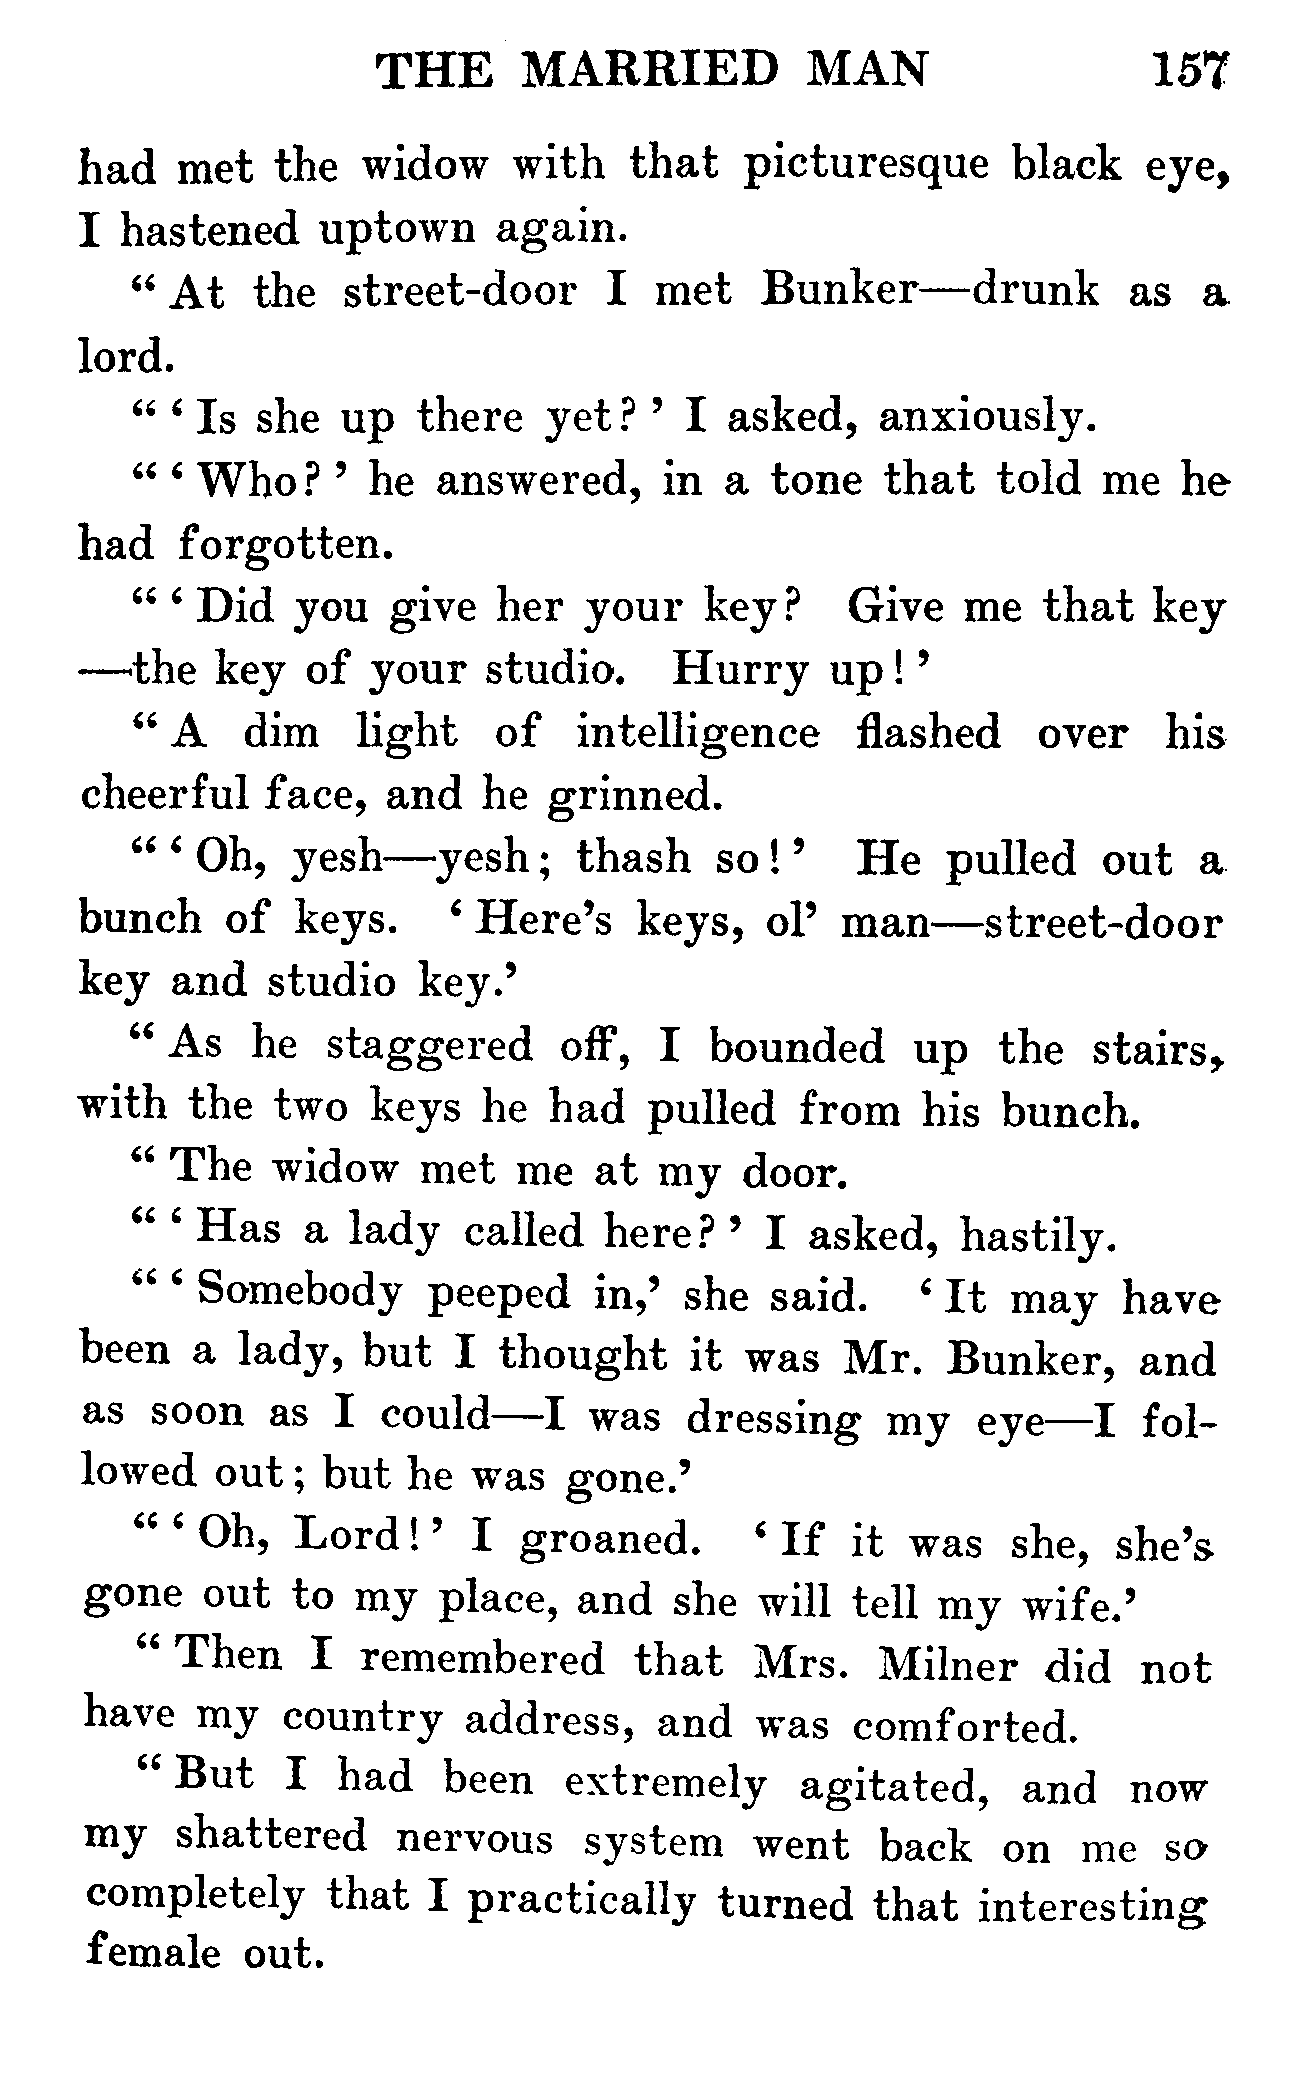 THE MARRIED MAN 157
had met the widow with that picturesque black eye,
I hastened uptown again.
“ At the street-door I met Bunker—drunk as a
lord.
“ ‘ Is she up there yet? ’ I asked, anxiously.
“ ‘ Who? ’ he answered, in a tone that told me he
had forgotten.
“ ‘ Did you give her your key? Give me that key
—the key of your studio. Hurry up! ’
“ A dim light of intelligence flashed over his
cheerful face, and he grinned.
“ ‘ Oh, yesh—yesh; thash so! ’ He pulled out a
bunch of keys. ‘ Here’s keys, ol’ man—street-door
key and studio key.’
“ As he staggered off, I bounded up the stairs,
with the two keys he had pulled from his bunch.
“ The widow met me at my door.
“ ‘ Has a lady called here? ’ I asked, hastily.
“ ‘ Somebody peeped in,’ she said. ‘ It may have
been a lady, but I thought it was Mr. Bunker, and
as soon as I could—I was dressing my eye—I fol-
lowed out; but he was gone.’
“ ‘ Oh, Lord! ’ I groaned. ‘ If it was she, she’s
gone out to my place, and she will tell my wife.’
“ Then I remembered that Mrs. Milner did not
have my country address, and was comforted.
“ But I had been extremely agitated, and now
my shattered nervous system went back on me so
completely that I practically turned that interesting
female out.